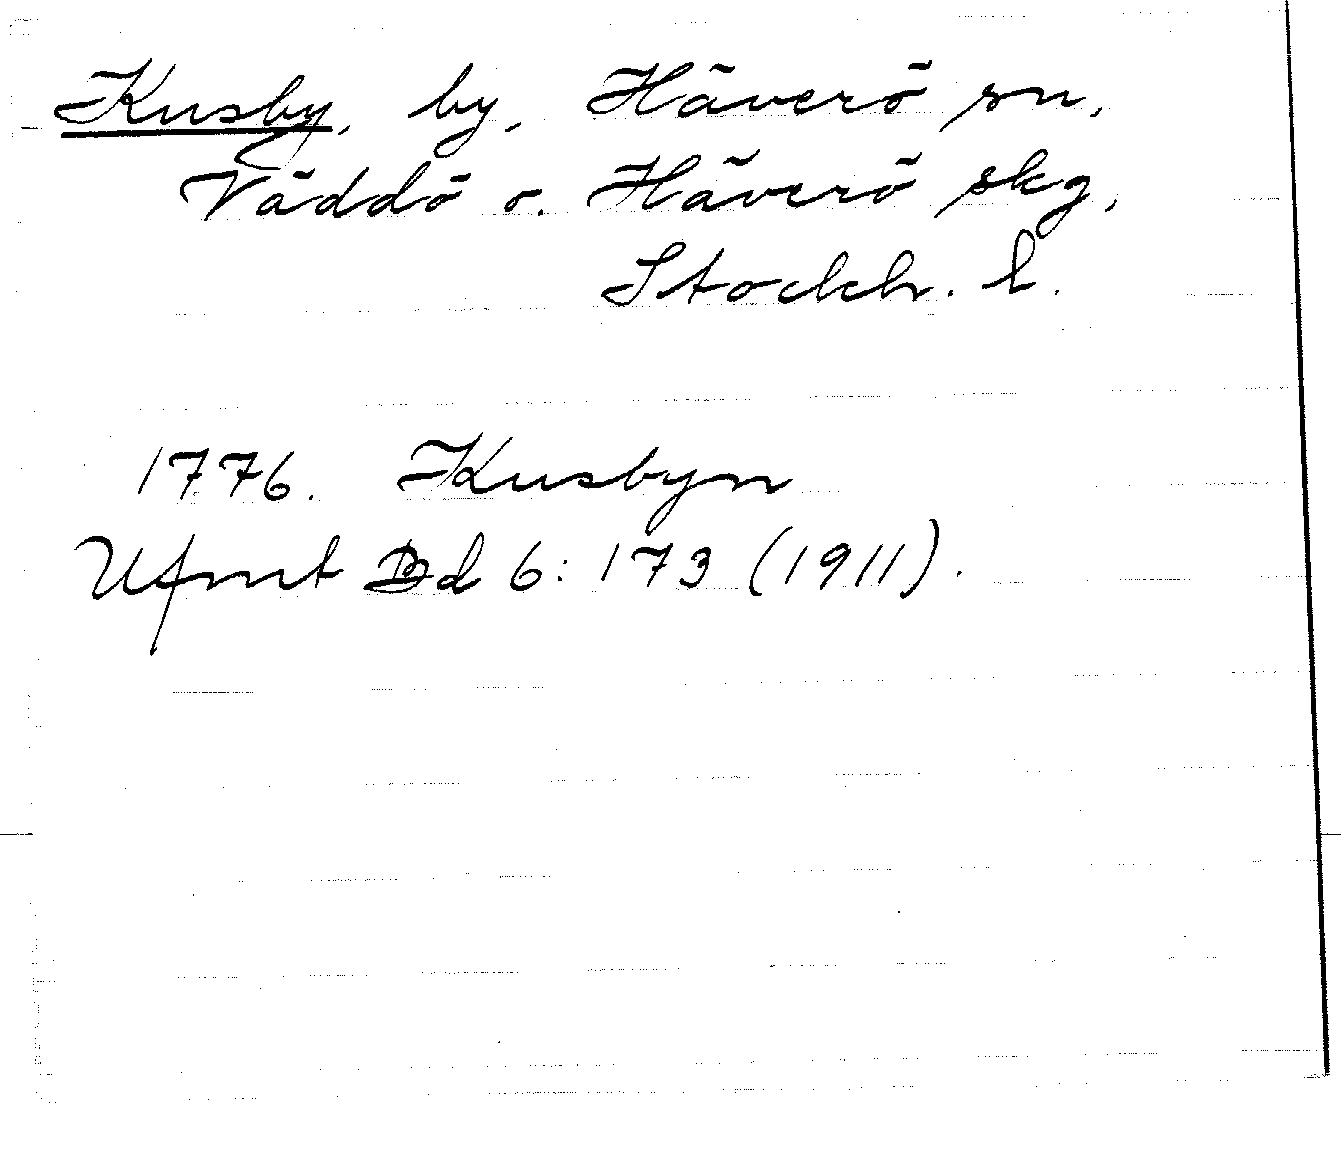 Kusby, by, Häverö sn,
Väddö o. Häverö skg,
Stockh. l.
1776. Kusbyn
Ufmt Bd 6: 173 (1911).